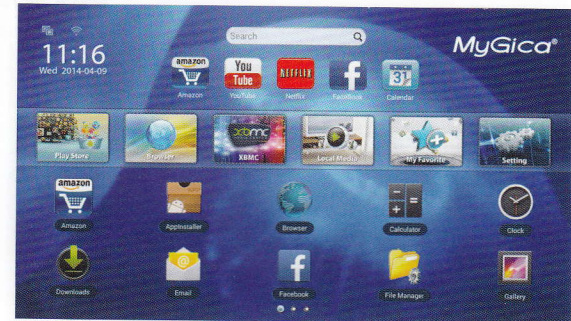 11:16
Wed 2014-04-09
Search
MyGica®
amazon
You
Tube
NETFLIX
31
Amazon
YouTube
Netflix
Facebook
Calendar
xbmc
Play Store
Browser
XBMC
Local Media
My Favorite
Setting
amazon
Amazon
AppInstaller
Browser
Calculator
Clock
Downloads
Email
Facebook
File Manager
Gallery